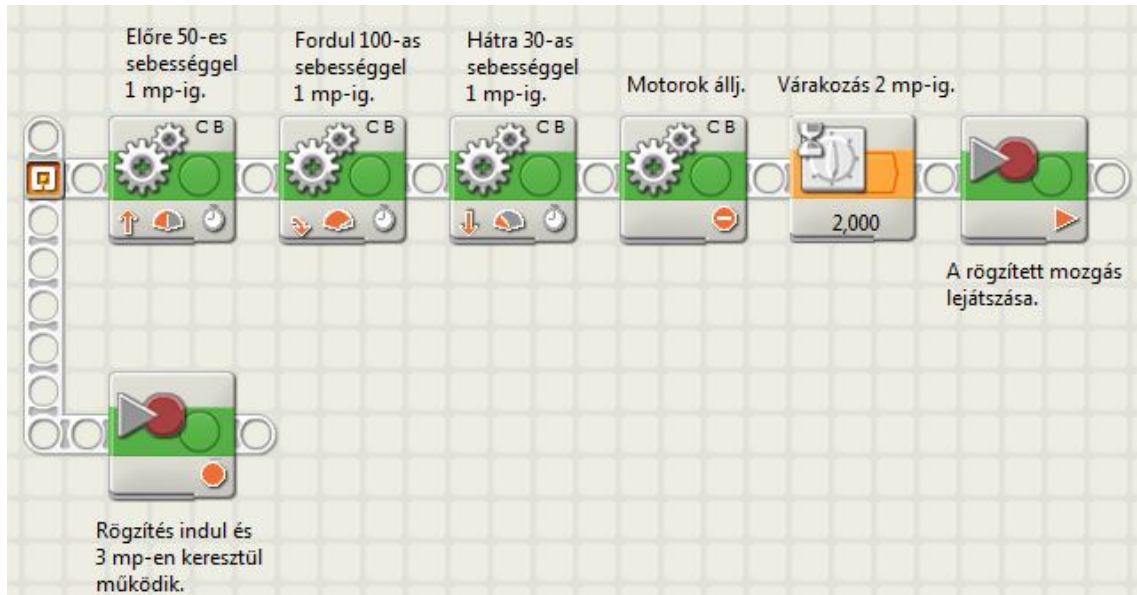 Előre 50-es
sebességgel
1 mp-ig.
Fordul 100-as
sebességgel
1 mp-ig.
Hátra 30-as
sebességgel
1 mp-ig.
Motorok állj.
Várakozás 2 mp-ig.
C B
C B
C B
C B
2,000
A rögzített mozgás
lejátszása.
Rögzítés indul és
3 mp-en keresztül
működik.